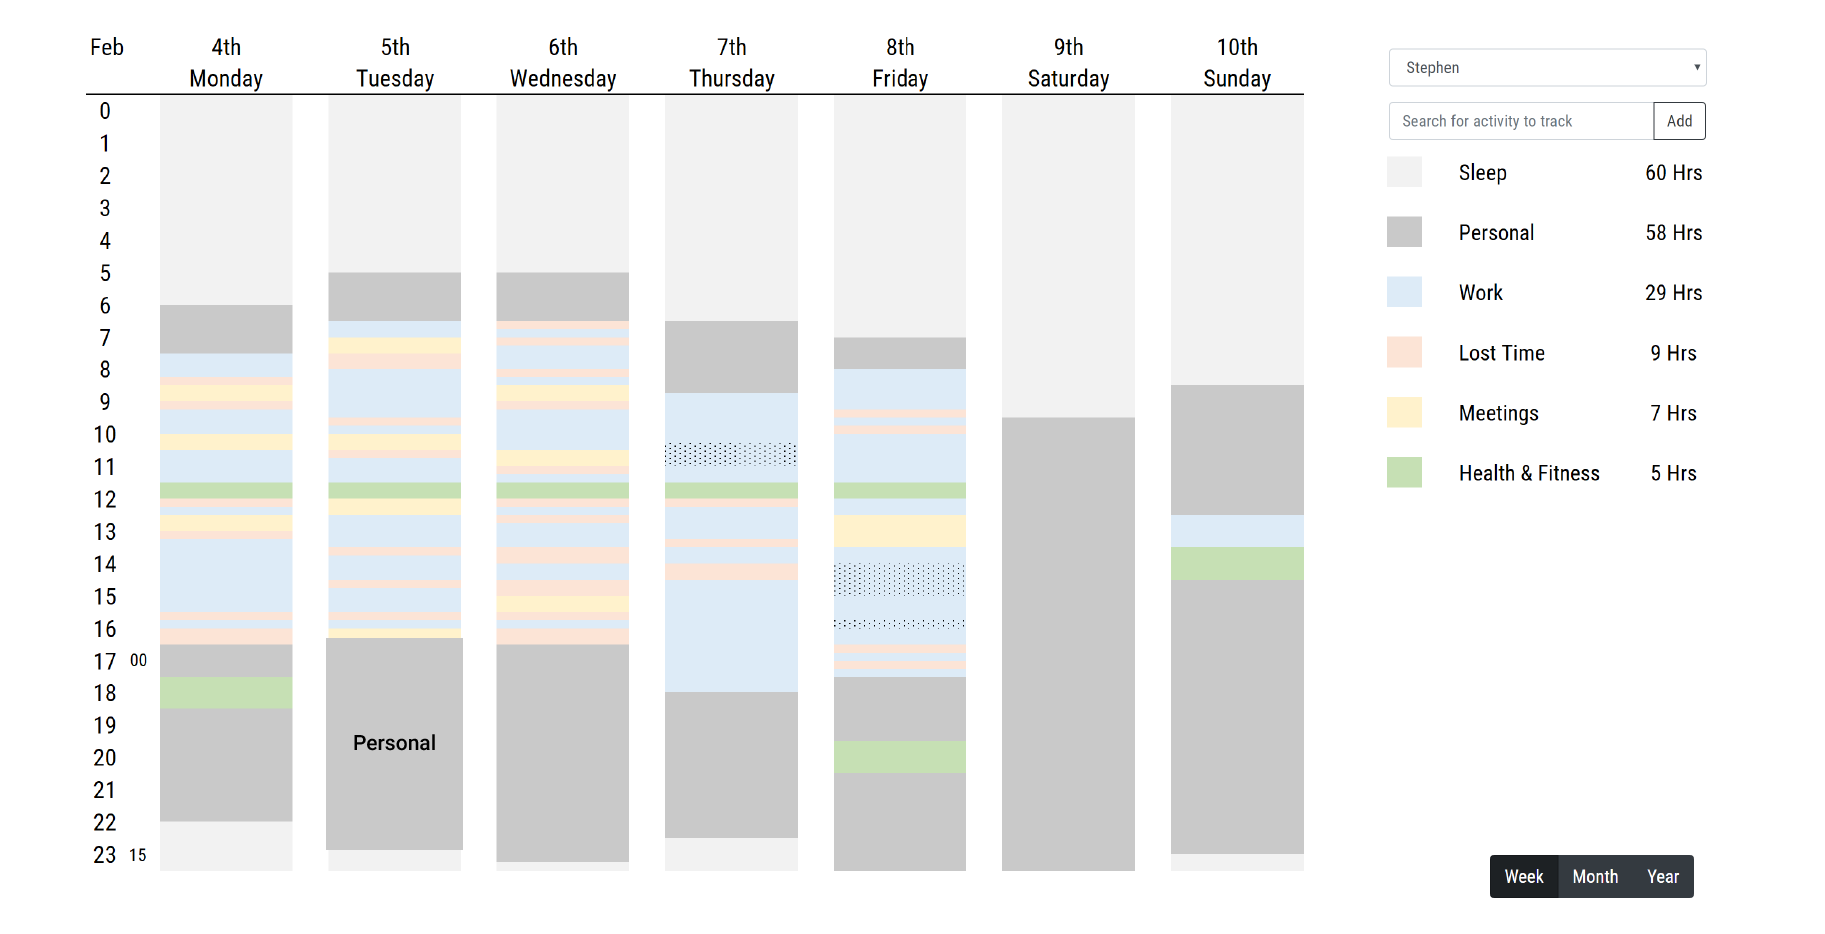 Feb 4th 5th 6th 7th 8th 9th 10th
Monday Tuesday Wednesday Thursday Friday Saturday Sunday
0
1
2
3
4
5
6
7
8
9
10
11
12
13
14
15
16
17 00
18
19
20
21
22
23 15
Personal
Stephen
Search for activity to track Add
Sleep 60 Hrs
Personal 58 Hrs
Work 29 Hrs
Lost Time 9 Hrs
Meetings 7 Hrs
Health & Fitness 5 Hrs
Week Month Year